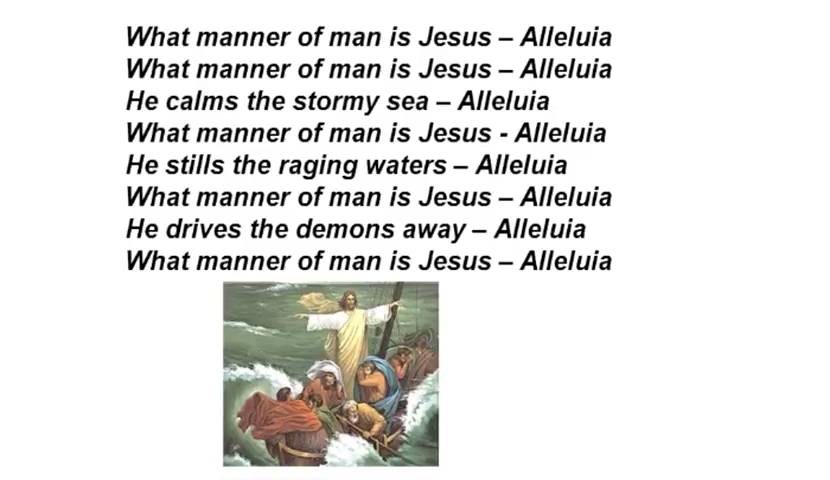 What manner of man is Jesus – Alleluia
What manner of man is Jesus – Alleluia
He calms the stormy sea – Alleluia
What manner of man is Jesus - Alleluia
He stills the raging waters – Alleluia
What manner of man is Jesus – Alleluia
He drives the demons away – Alleluia
What manner of man is Jesus – Alleluia